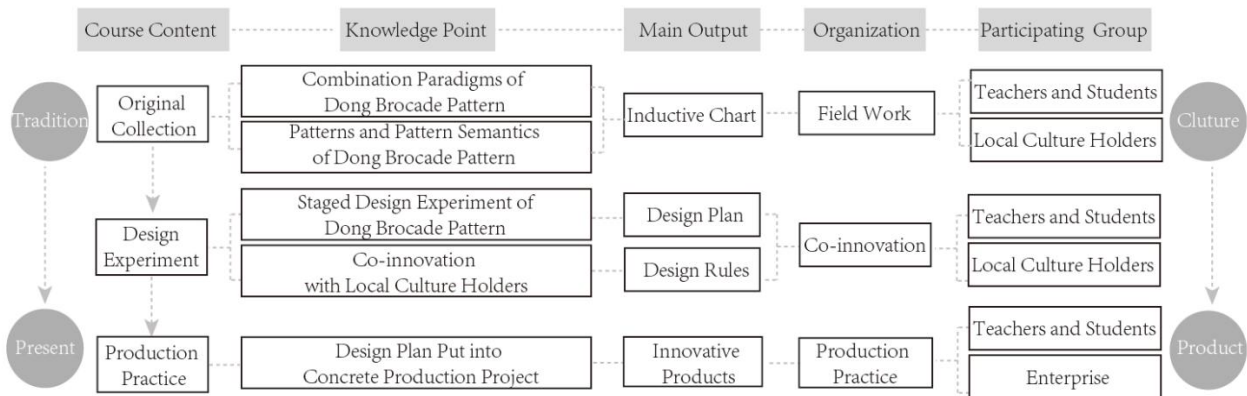 Course Content
Knowledge Point
Main Output
Organization
Participating Group
Tradition
Original
Collection
Combination Paradigms of
Dong Brocade Pattern
Patterns and Pattern Semantics
of Dong Brocade Pattern
Inductive Chart
Field Work
Teachers and Students
Local Culture Holders
Cluture
Design
Experiment
Staged Design Experiment of
Dong Brocade Pattern
Co-innovation
with Local Culture Holders
Design Plan
Design Rules
Co-innovation
Teachers and Students
Local Culture Holders
Present
Production
Practice
Design Plan Put into
Concrete Production Project
Innovative
Products
Production
Practice
Teachers and Students
Enterprise
Product